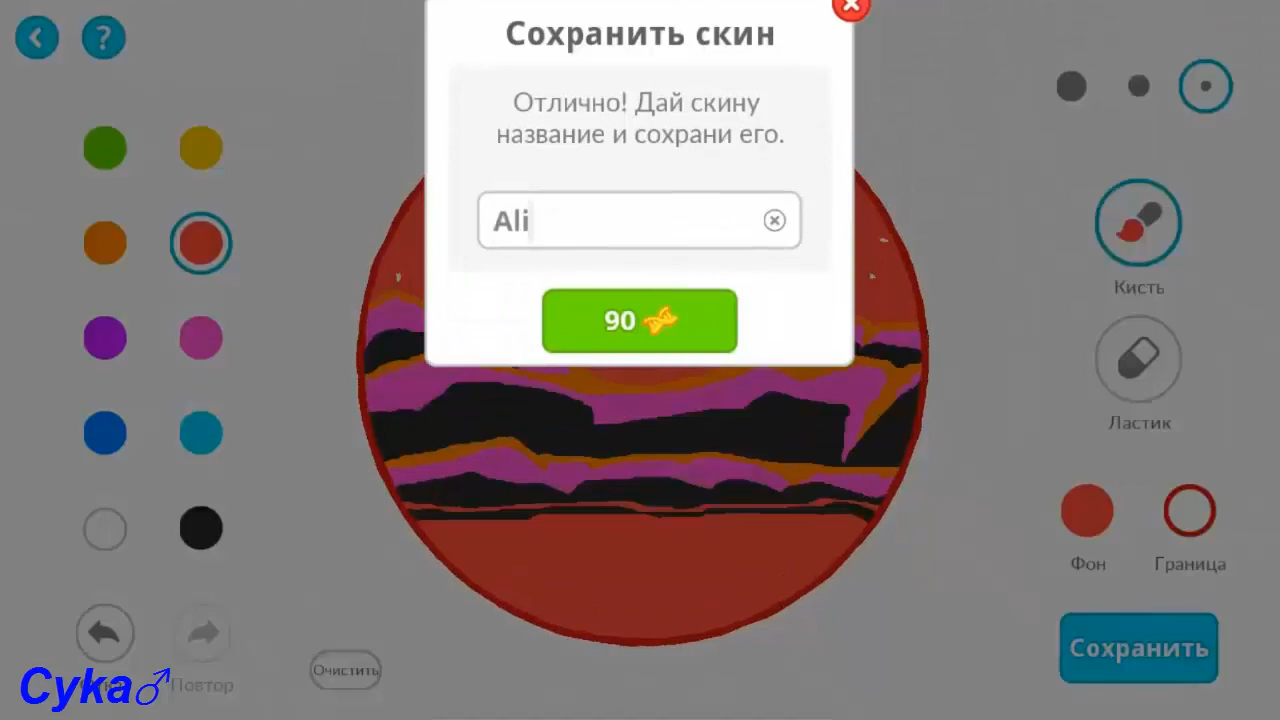 Сохранить скин
Отлично! Дай скину
название и сохрани его.
Ali
90
?
Кисть
Ластик
Фон
Граница
Сохранить
Очистить
Повтор
Cyka♂